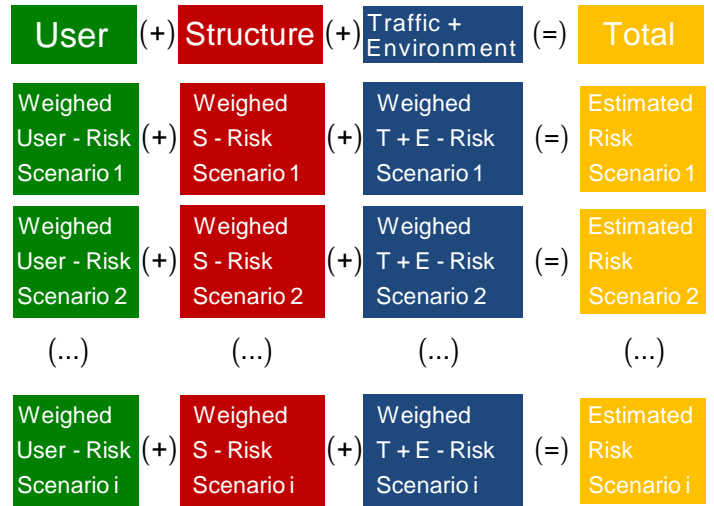 User (+) Structure (+) Traffic + Environment (=) Total
Weighed Weighed Weighed Estimated
User - Risk (+) S - Risk (+) T + E - Risk (=) Risk
Scenario 1 Scenario 1 Scenario 1 Scenario 1
Weighed Weighed Weighed Estimated
User - Risk (+) S - Risk (+) T + E - Risk (=) Risk
Scenario 2 Scenario 2 Scenario 2 Scenario 2
(...) (...) (...) (...)
Weighed Weighed Weighed Estimated
User - Risk (+) S - Risk (+) T + E - Risk (=) Risk
Scenario i Scenario i Scenario i Scenario i